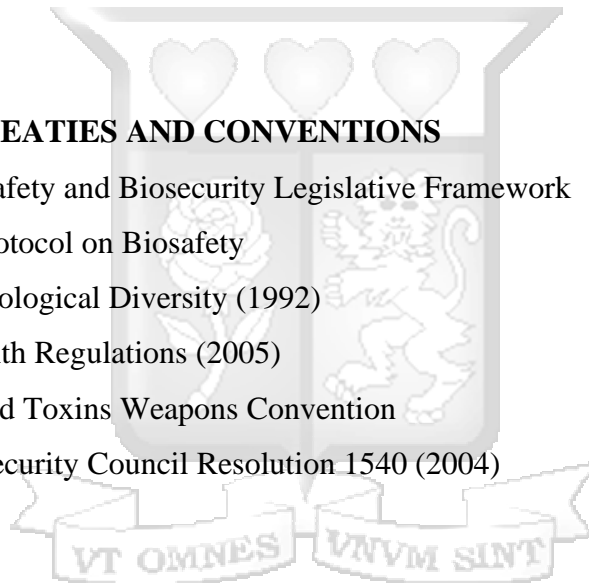 EATIES AND CONVENTIONS
afety and Biosecurity Legislative Framework
otocol on Biosafety
ological Diversity (1992)
lth Regulations (2005)
d Toxins Weapons Convention
ecurity Council Resolution 1540 (2004)
VT OMNES VNVM SINT